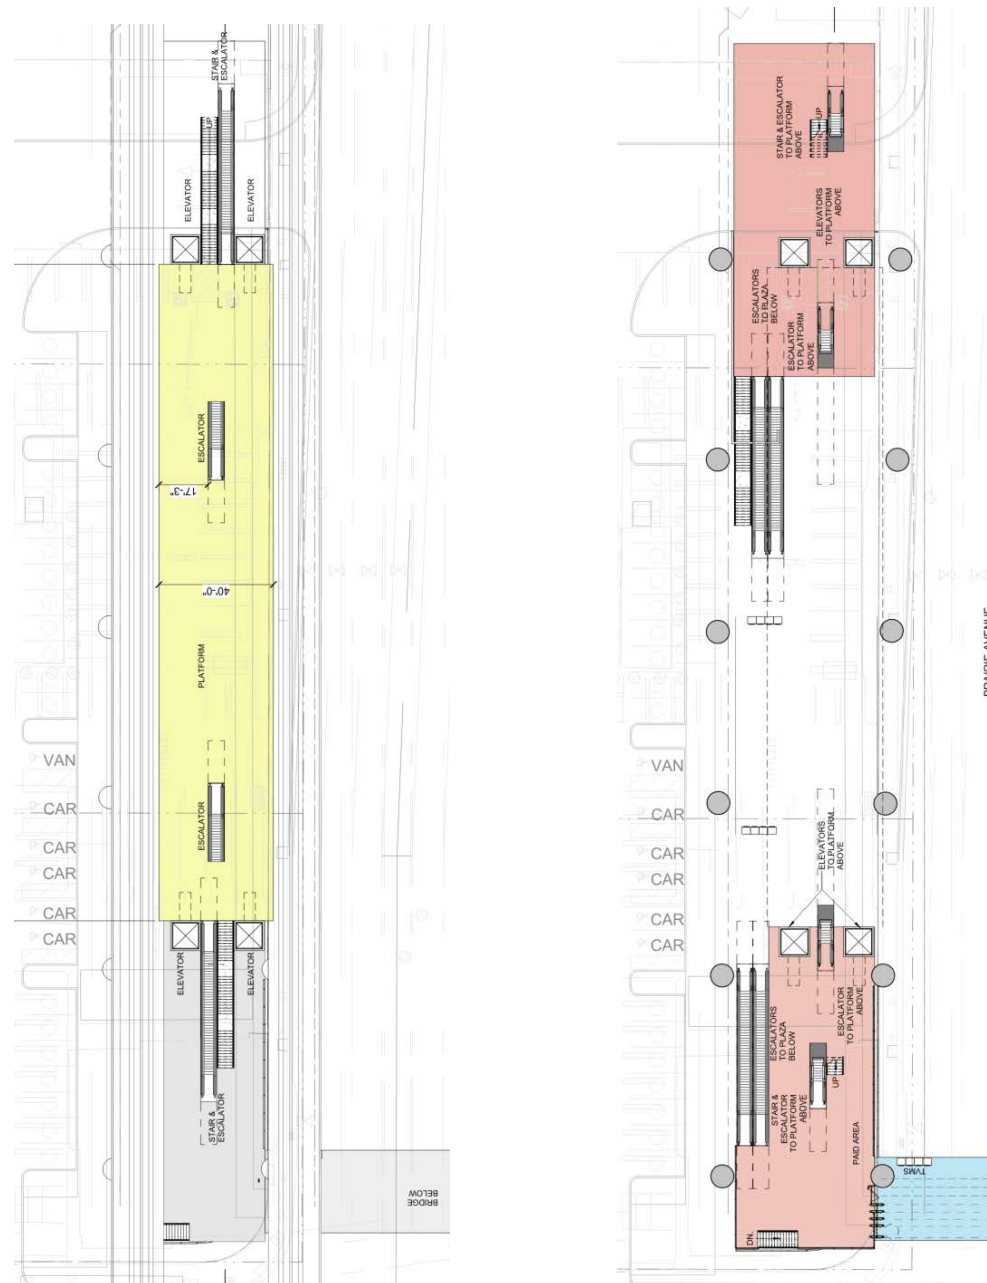 STAIR &
ESCALATOR
UP
ELEVATOR
ELEVATOR
ESCALATOR
17'-3"
40'-0"
PLATFORM
VAN
CAR
CAR
CAR
CAR
CAR
ESCALATOR
ELEVATOR
ELEVATOR
STAIR &
ESCALATOR
BRIDGE
BELOW
STAIR & ESCALATOR
TO PLATFORM
ABOVE
UP
ELEVATORS
TO PLATFORM
ABOVE
ESCALATORS
TO PLAZA
BELOW
ESCALATOR
TO PLATFORM
ABOVE
PRAIRIE AVENUE
VAN
CAR
CAR
CAR
CAR
CAR
ELEVATORS
TO PLATFORM
ABOVE
ESCALATORS
TO PLAZA
BELOW
ESCALATOR
TO PLATFORM
ABOVE
STAIR &
ESCALATOR
TO PLATFORM
ABOVE
UP
PAID AREA
TVMS
DN.